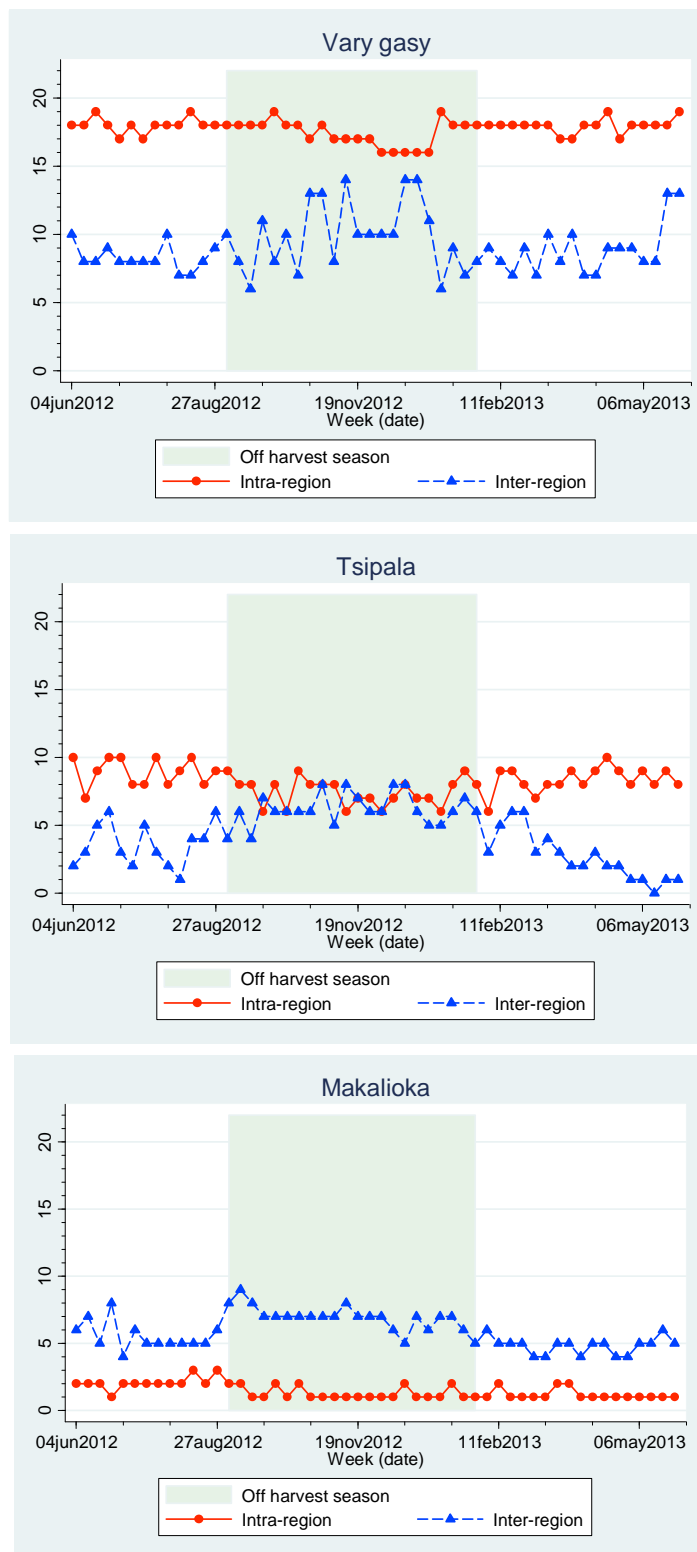 Vary gasy
20
15
10
5
0
04jun2012 27aug2012 19nov2012 11feb2013 06may2013
Week (date)
Off harvest season
Intra-region Inter-region
Tsipala
20
15
10
5
0
04jun2012 27aug2012 19nov2012 11feb2013 06may2013
Week (date)
Off harvest season
Intra-region Inter-region
Makalioka
20
15
10
5
0
04jun2012 27aug2012 19nov2012 11feb2013 06may2013
Week (date)
Off harvest season
Intra-region Inter-region